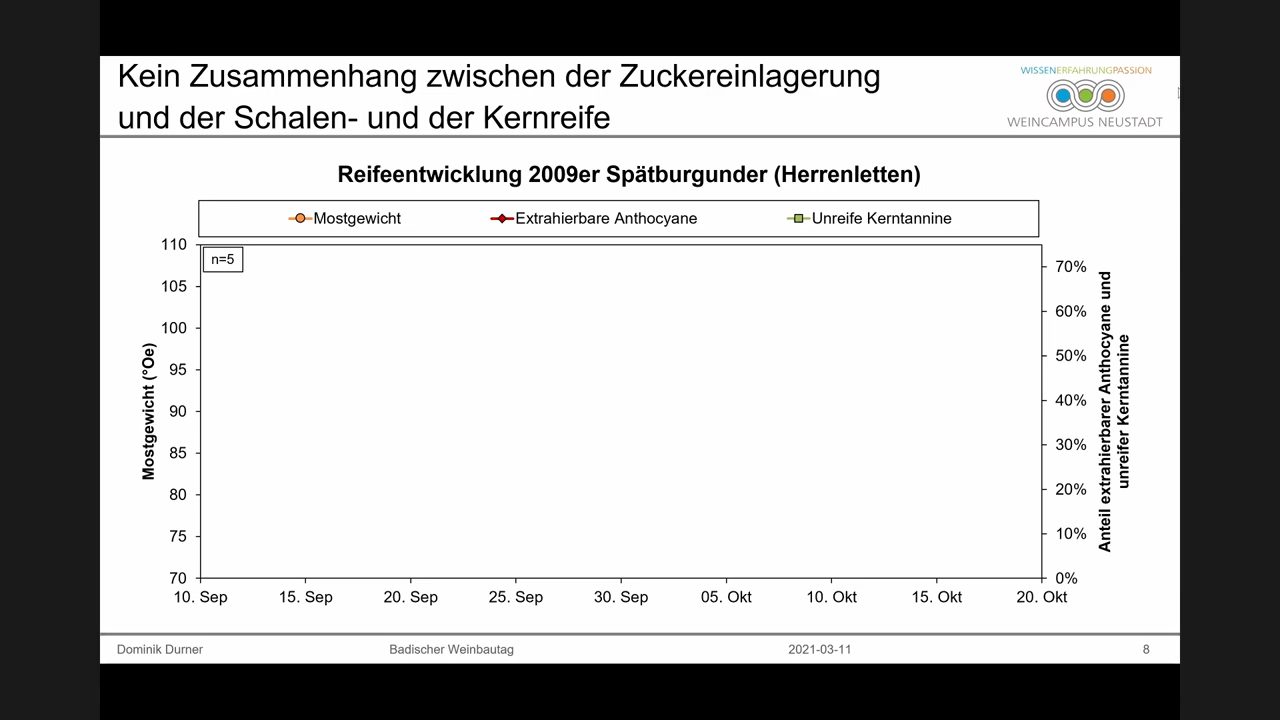 Kein Zusammenhang zwischen der Zuckereinlagerung
und der Schalen- und der Kernreife
WISSENERFAHRUNGPASSION
WEINCAMPUS NEUSTADT
Reifeentwicklung 2009er Spätburgunder (Herrenletten)
Mostgewicht
Extrahierbare Anthocyane
Unreife Kerntannine
n=5
Mostgewicht (°Oe)
110
105
100
95
90
85
80
75
70
70%
60%
50%
40%
30%
20%
10%
0%
Anteil extrahierbarer Anthocyane und
unreifer Kerntannine
10. Sep
15. Sep
20. Sep
25. Sep
30. Sep
05. Okt
10. Okt
15. Okt
20. Okt
Dominik Durner
Badischer Weinbautag
2021-03-11
8